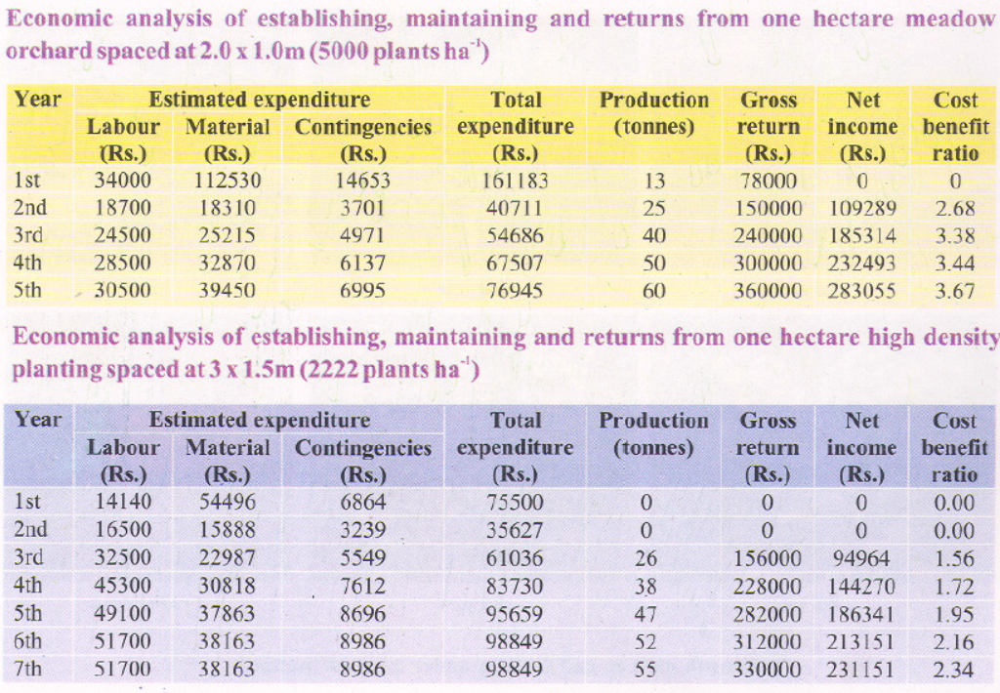 Economic analysis of establishing, maintaining and returns from one hectare meadow
orchard spaced at 2.0 x 1.0m (5000 plants ha⁻¹)
Year Estimated expenditure Total Production Gross Net Cost
Labour Material Contingencies expenditure (tonnes) return income benefit
(Rs.) (Rs.) (Rs.) (Rs.) (Rs.) (Rs.) ratio
1st 34000 112530 14653 161183 13 78000 0 0
2nd 18700 18310 3701 40711 25 150000 109289 2.68
3rd 24500 25215 4971 54686 40 240000 185314 3.38
4th 28500 32870 6137 67507 50 300000 232493 3.44
5th 30500 39450 6995 76945 60 360000 283055 3.67
Economic analysis of establishing, maintaining and returns from one hectare high density
planting spaced at 3 x 1.5m (2222 plants ha⁻¹)
Year Estimated expenditure Total Production Gross Net Cost
Labour Material Contingencies expenditure (tonnes) return income benefit
(Rs.) (Rs.) (Rs.) (Rs.) (Rs.) (Rs.) ratio
1st 14140 54496 6864 75500 0 0 0 0.00
2nd 16500 15888 3239 35627 0 0 0 0.00
3rd 32500 22987 5549 61036 26 156000 94964 1.56
4th 45300 30818 7612 83730 38 228000 144270 1.72
5th 49100 37863 8696 95659 47 282000 186341 1.95
6th 51700 38163 8986 98849 52 312000 213151 2.16
7th 51700 38163 8986 98849 55 330000 231151 2.34